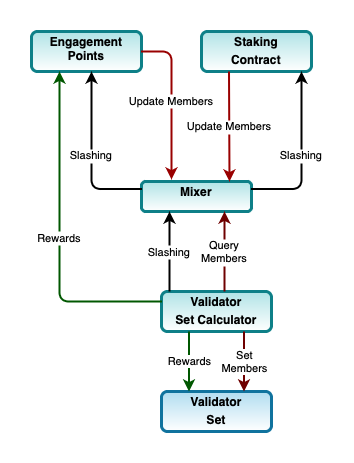 Engagement
Points
Staking
Contract
Update Members
Update Members
Slashing
Slashing
Mixer
Rewards
Slashing
Query
Members
Validator
Set Calculator
Rewards
Set
Members
Validator
Set